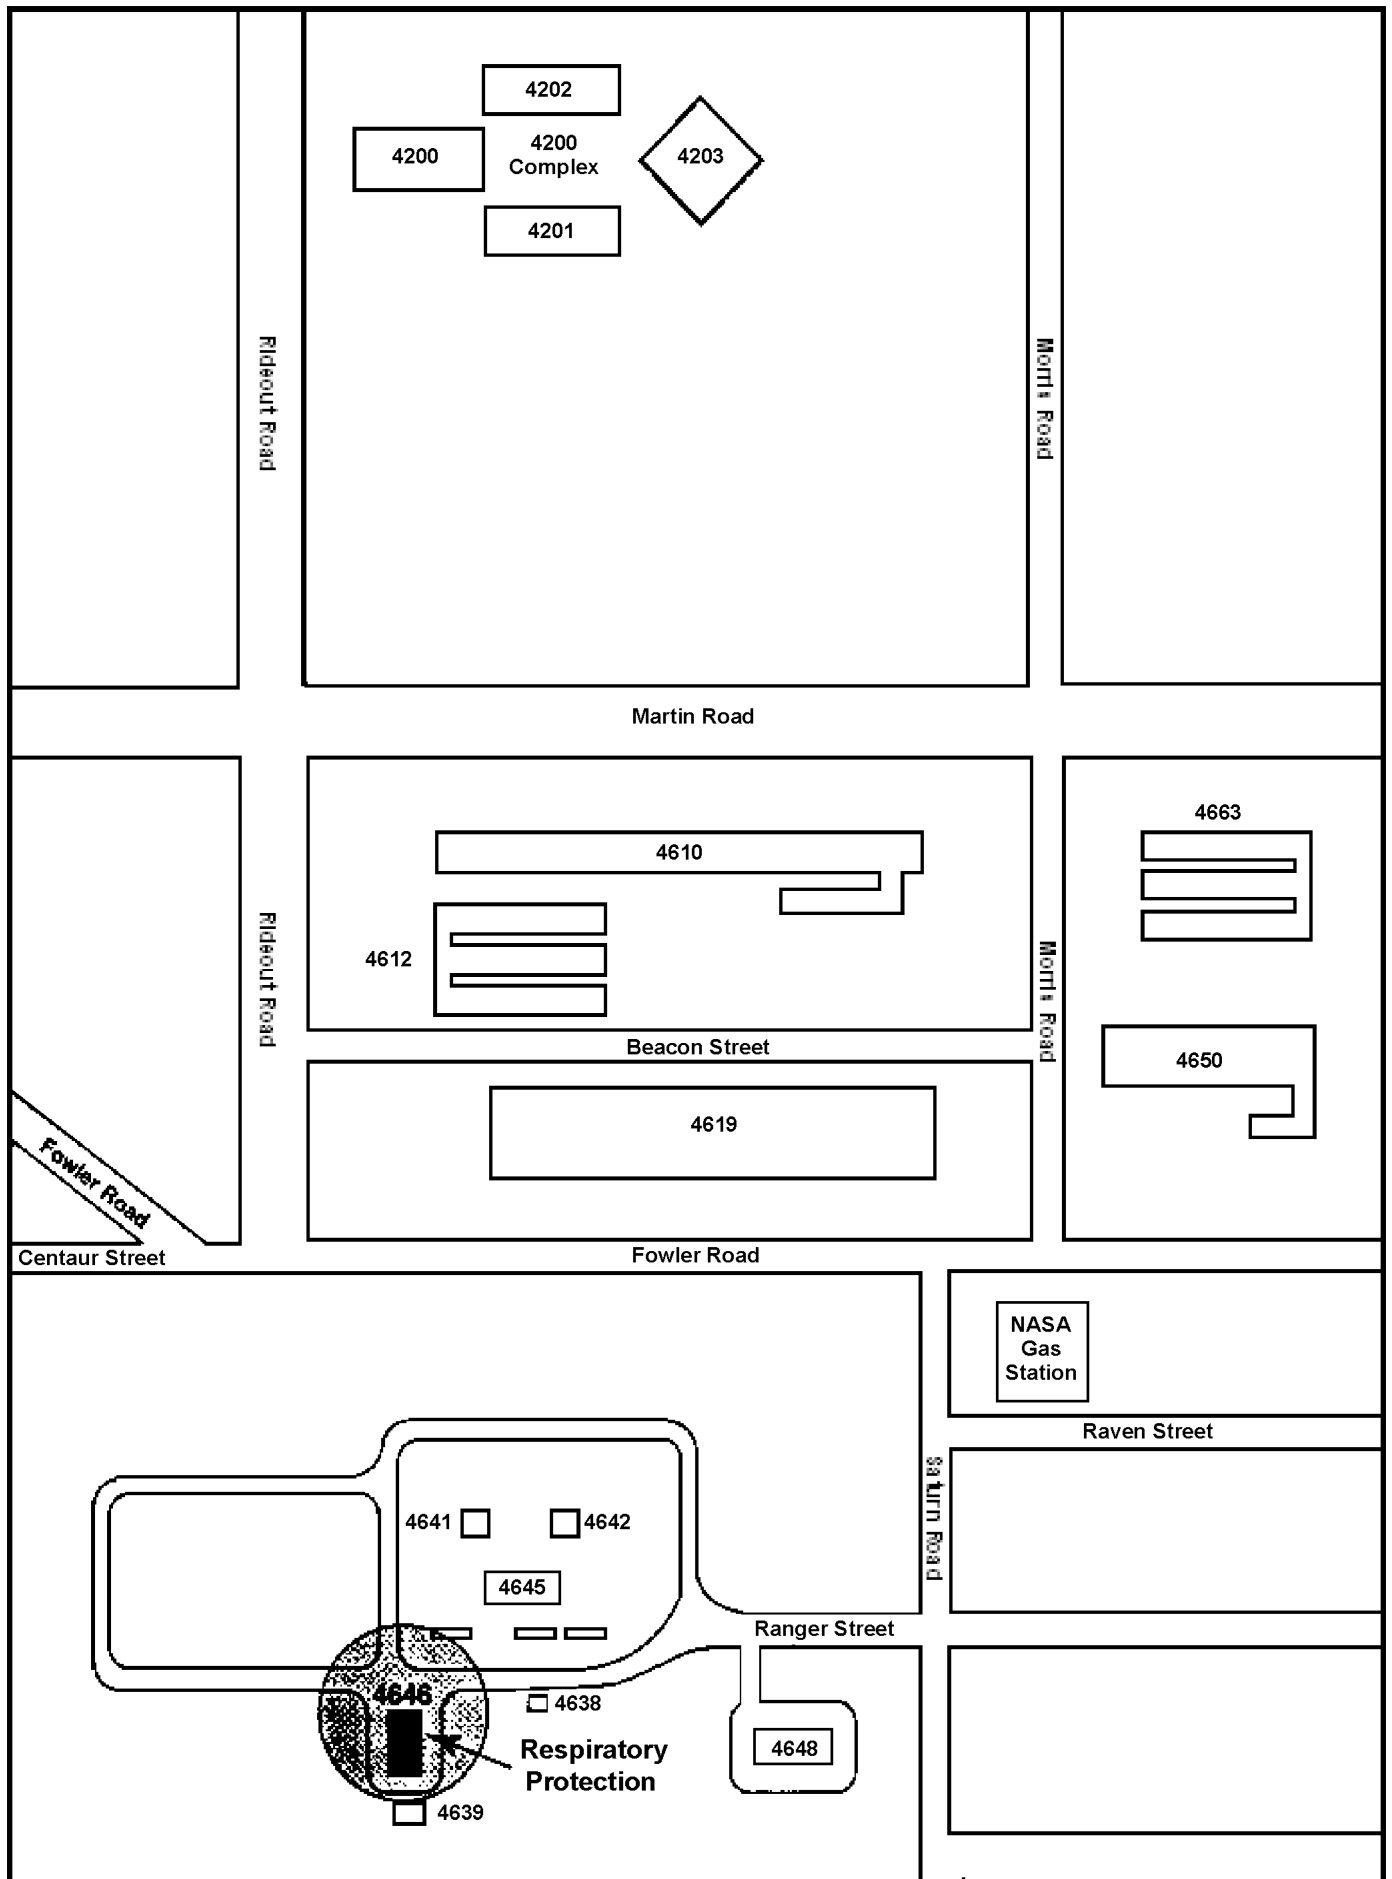 4202
4200
4200
Complex
4203
4201
Rideout Road
Morris Road
Martin Road
4663
4610
4612
Rideout Road
Morris Road
Beacon Street
4650
4619
Fowler Road
Centaur Street
Fowler Road
NASA
Gas
Station
Raven Street
Saturn Road
4641
4642
4645
Ranger Street
4646
4638
4648
Respiratory
Protection
4639